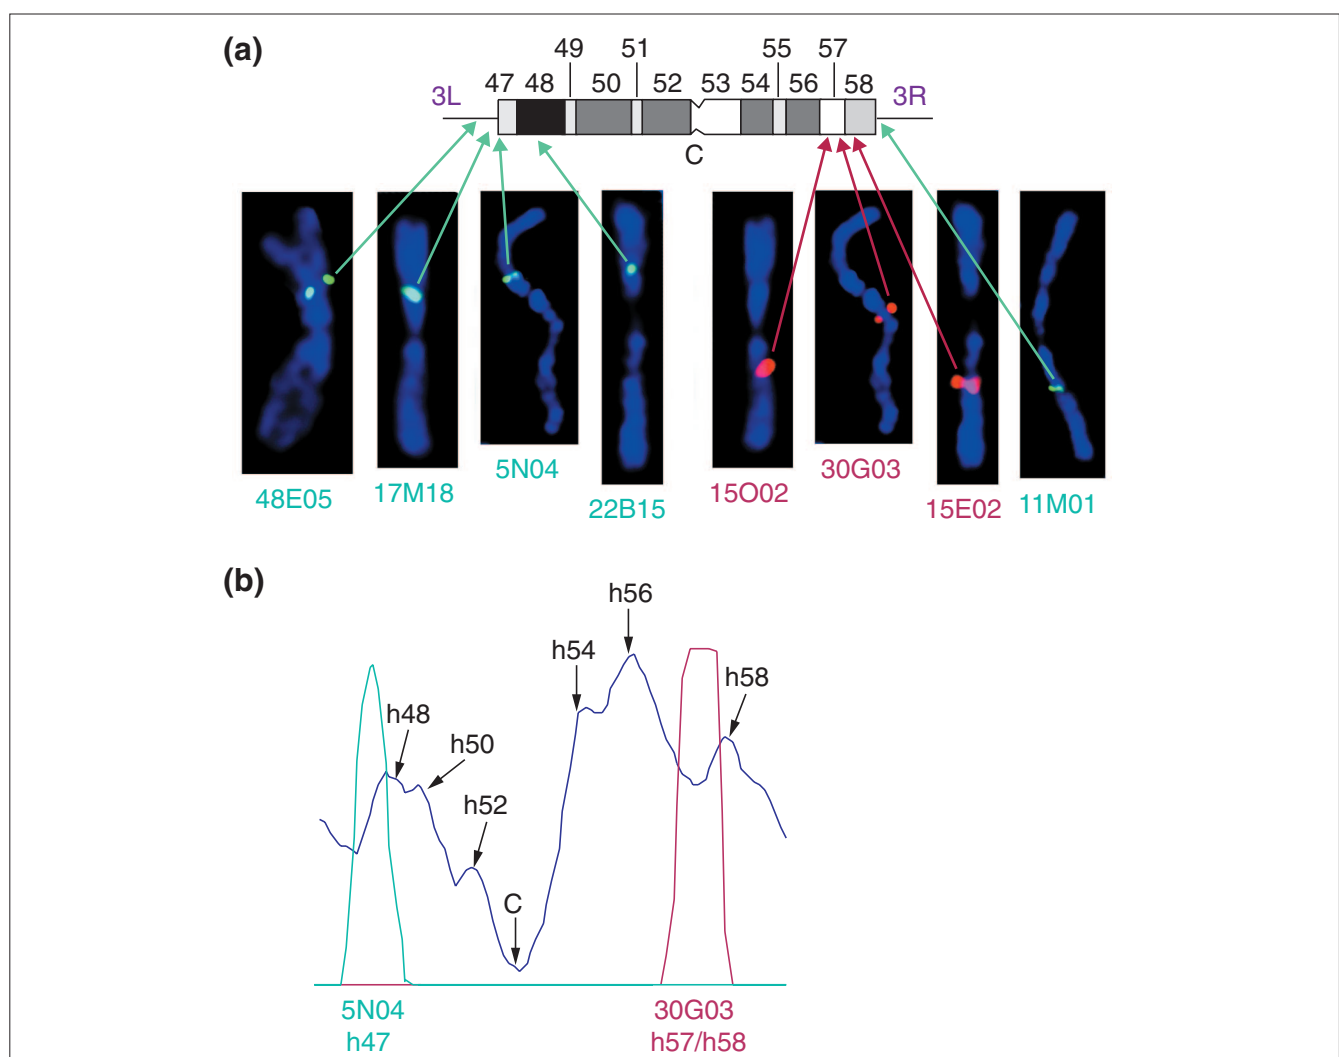 (a)
49 51 55 57
47 48 50 52 53 54 56 58
3L 3R
C
48E05 17M18 5N04 22B15 15O02 30G03 15E02 11M01
(b)
h56
h54
h58
h48
h50
h52
C
5N04 30G03
h47 h57/h58